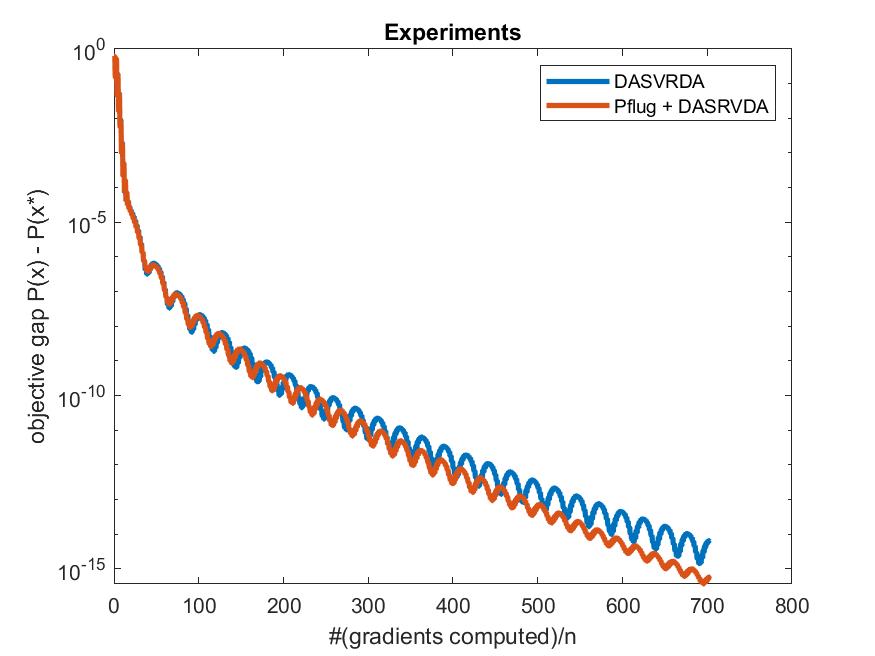 Experiments
DASVRDA
Pflug + DASRVDA
objective gap P(x) - P(x*)
10^0
10^-5
10^-10
10^-15
0 100 200 300 400 500 600 700 800
#(gradients computed)/n